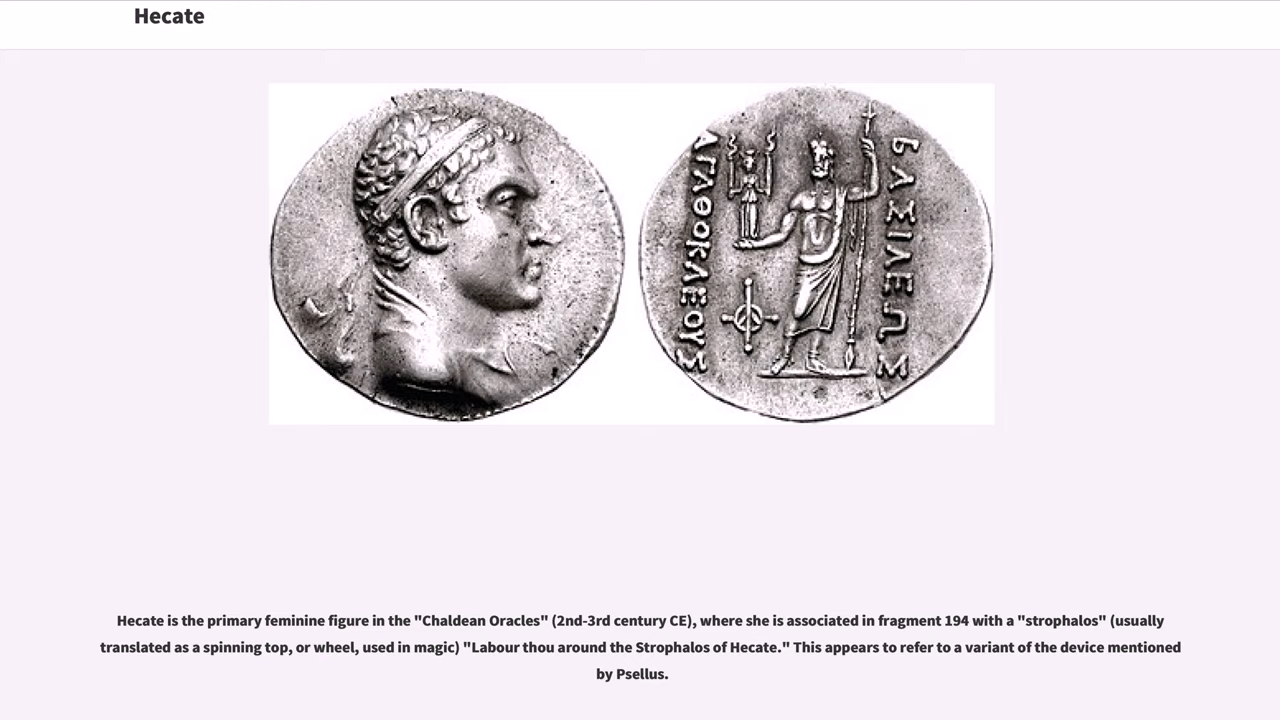 Hecate
ΑΓΑΘΟΚΛΕΟΥΣ
ΒΑΣΙΛΕΩΣ
Hecate is the primary feminine figure in the "Chaldean Oracles" (2nd-3rd century CE), where she is associated in fragment 194 with a "strophalos" (usually
translated as a spinning top, or wheel, used in magic) "Labour thou around the Strophalos of Hecate." This appears to refer to a variant of the device mentioned
by Psellus.